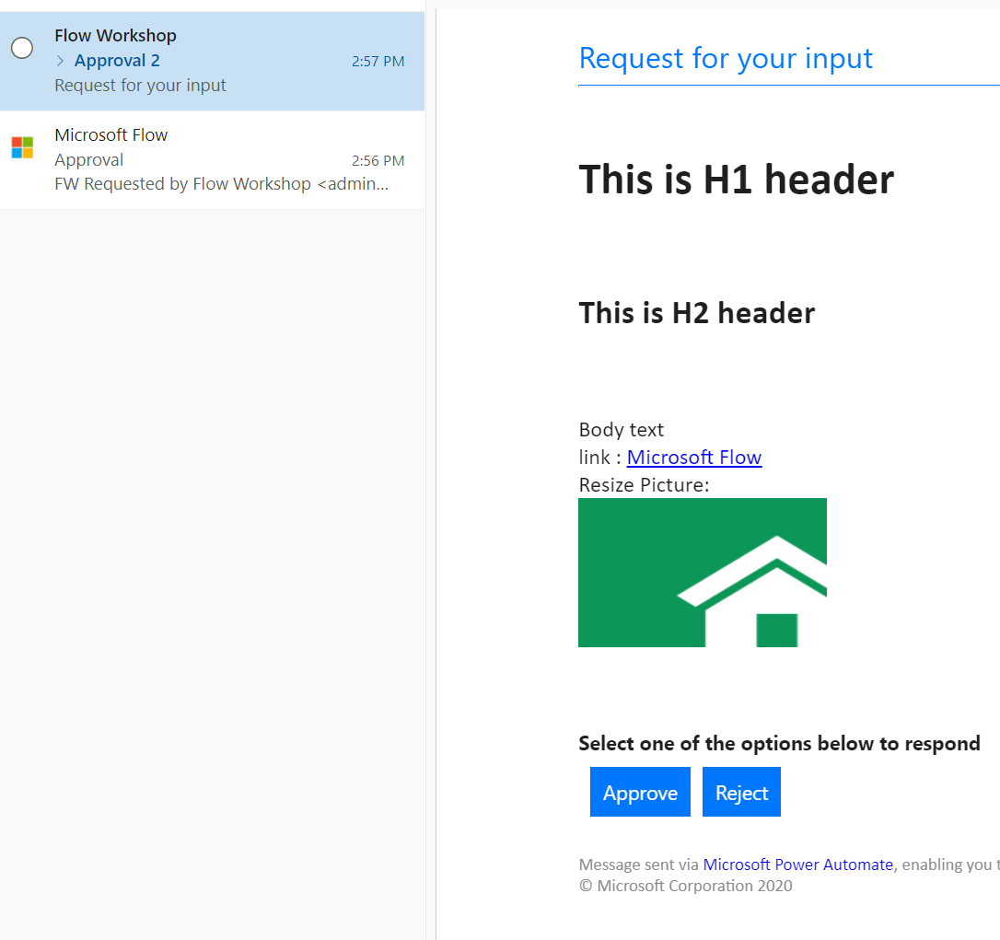 Flow Workshop
Approval 2 2:57 PM
Request for your input
Microsoft Flow
Approval 2:56 PM
FW Requested by Flow Workshop <admin...
Request for your input
This is H1 header
This is H2 header
Body text
link : Microsoft Flow
Resize Picture:
Select one of the options below to respond
Approve Reject
Message sent via Microsoft Power Automate, enabling you
© Microsoft Corporation 2020